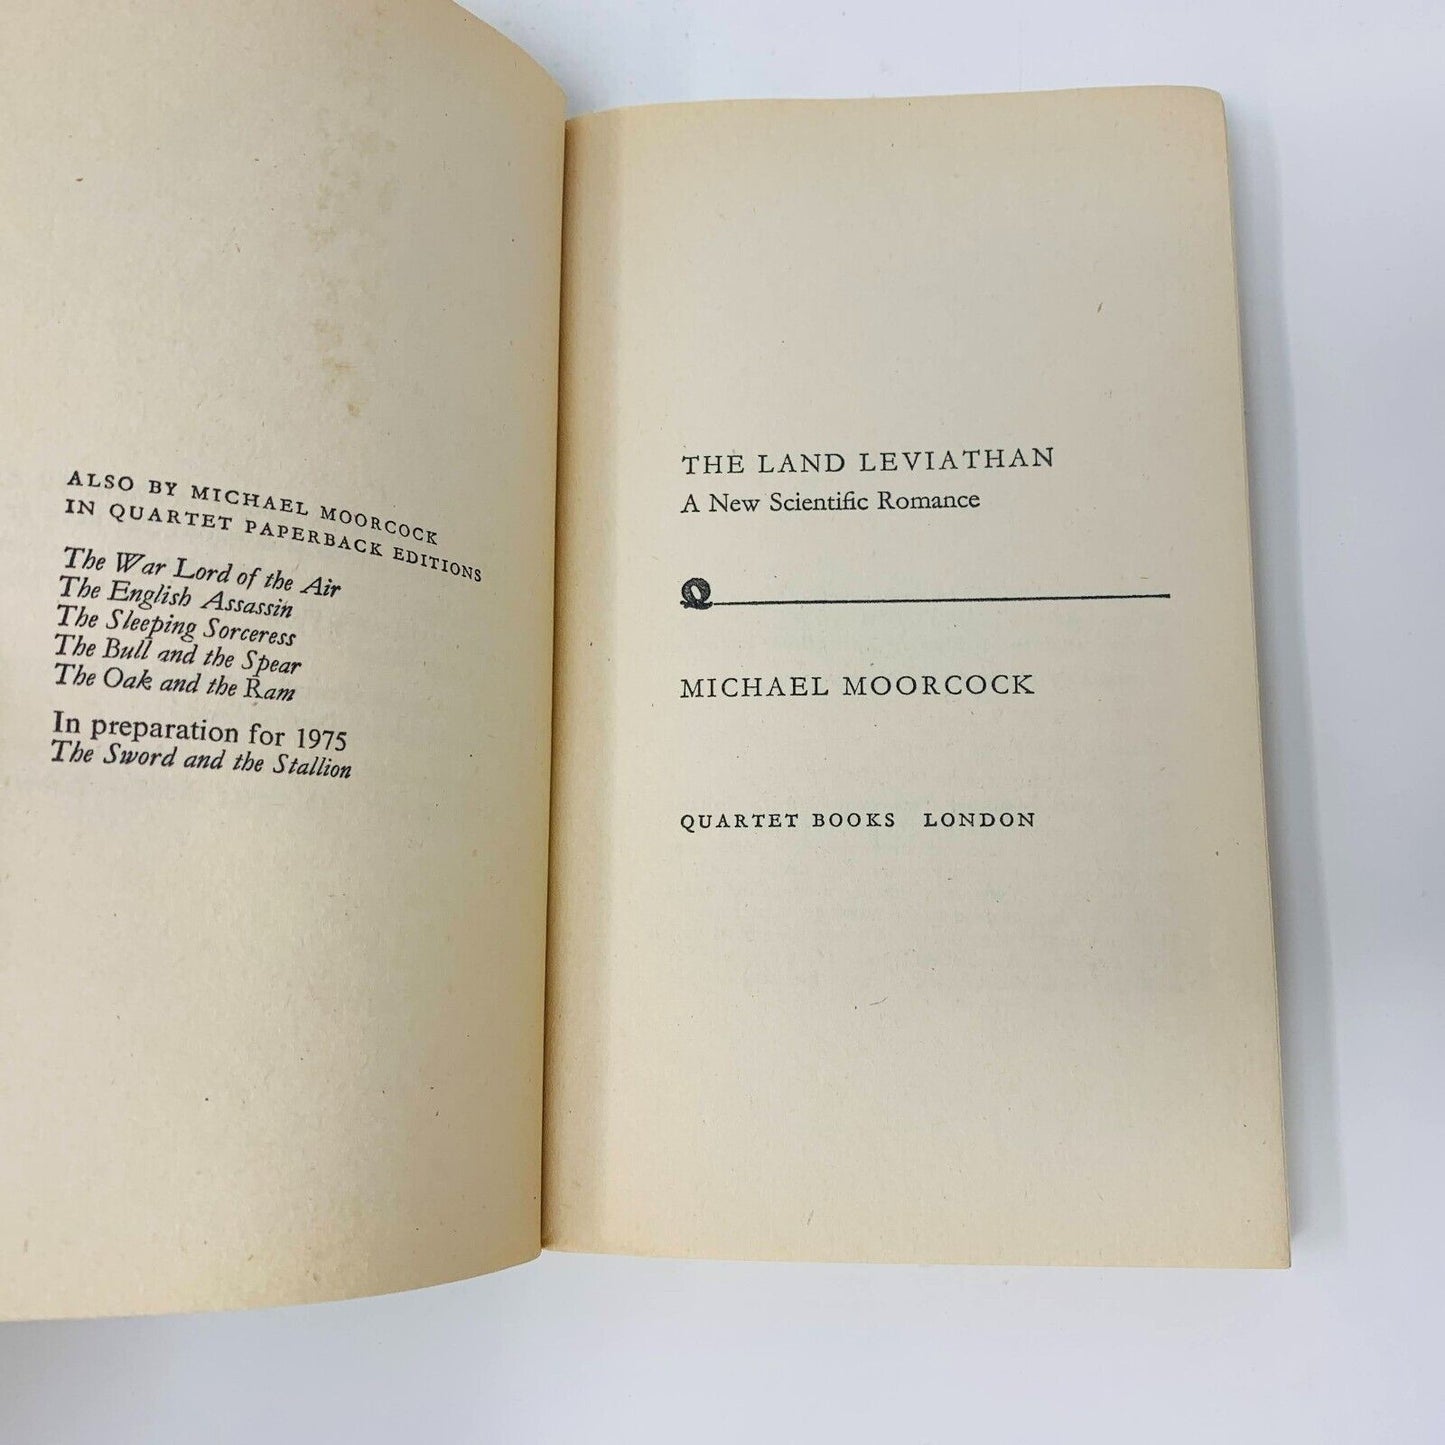 ALSO BY MICHAEL MOORCOCK
IN QUARTET PAPERBACK EDITIONS
The War Lord of the Air
The English Assassin
The Sleeping Sorceress
The Bull and the Spear
The Oak and the Ram
In preparation for 1975
The Sword and the Stallion
THE LAND LEVIATHAN
A New Scientific Romance
Q
MICHAEL MOORCOCK
QUARTET BOOKS LONDON